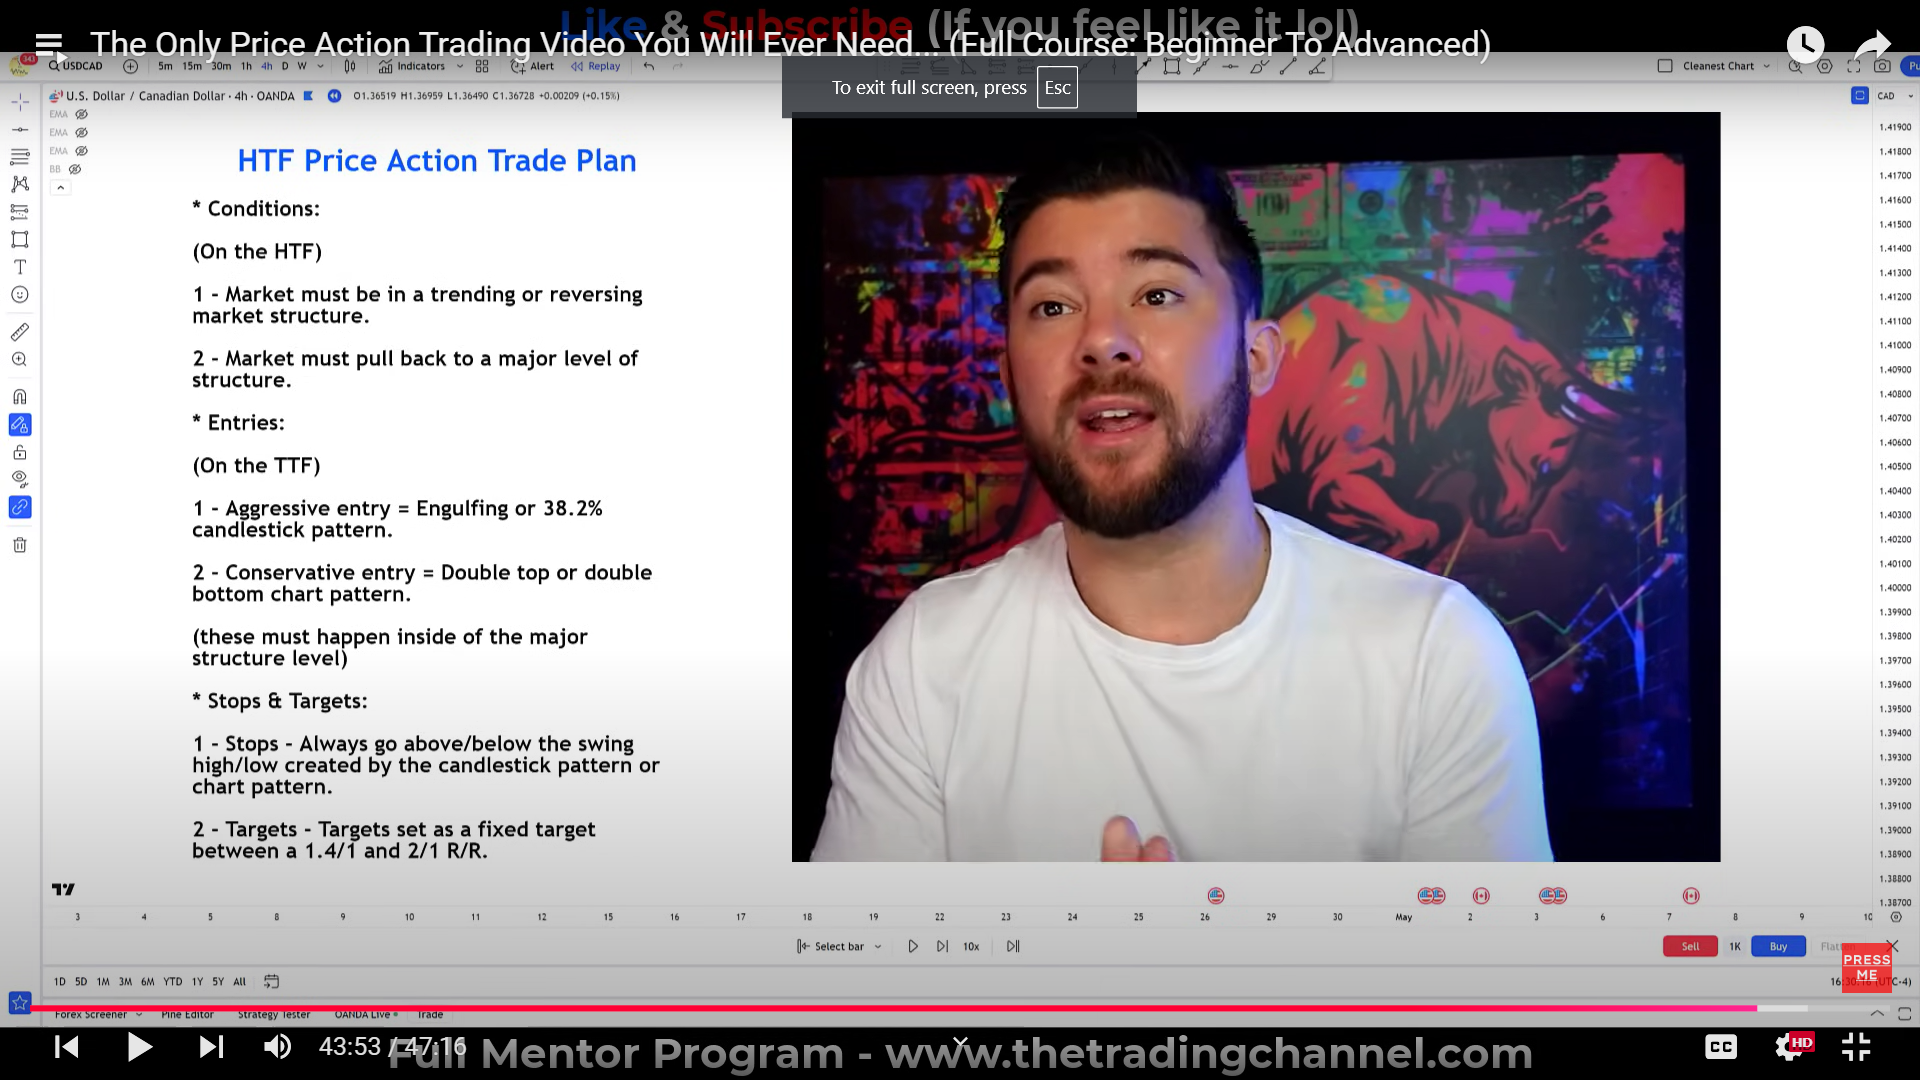 Like & Subscribe (If you feel like it lol)
The Only Price Action Trading Video You Will Ever Need... (Full Course: Beginner To Advanced)
USDCAD 5m 15m 30m 1h 4h D W Indicators Alert Replay
Cleanest Chart
To exit full screen, press Esc
U.S. Dollar / Canadian Dollar · 4h · OANDA O1.36519 H1.36959 L1.36490 C1.36728 +0.00209 (+0.15%)
CAD
EMA
EMA
EMA
BB
HTF Price Action Trade Plan
* Conditions:
(On the HTF)
1 - Market must be in a trending or reversing
market structure.
2 - Market must pull back to a major level of
structure.
* Entries:
(On the TTF)
1 - Aggressive entry = Engulfing or 38.2%
candlestick pattern.
2 - Conservative entry = Double top or double
bottom chart pattern.
(these must happen inside of the major
structure level)
* Stops & Targets:
1 - Stops - Always go above/below the swing
high/low created by the candlestick pattern or
chart pattern.
2 - Targets - Targets set as a fixed target
between a 1.4/1 and 2/1 R/R.
1.41900
1.41800
1.41700
1.41600
1.41500
1.41400
1.41300
1.41200
1.41100
1.41000
1.40900
1.40800
1.40700
1.40600
1.40500
1.40400
1.40300
1.40200
1.40100
1.40000
1.39900
1.39800
1.39700
1.39600
1.39500
1.39400
1.39300
1.39200
1.39100
1.39000
1.38900
1.38800
1.38700
3 4 5 8 9 10 11 12 15 16 17 18 19 22 23 24 25 26 29 30 May 2 3 6 7 8 9 10
Select bar 10x
Sell 1K Buy
PRESS
ME
1D 5D 1M 3M 6M YTD 1Y 5Y All
Forex Screener Pine Editor Strategy Tester OANDA Live Trade
43:53 / 47:16
CC HD
Full Mentor Program - www.thetradingchannel.com